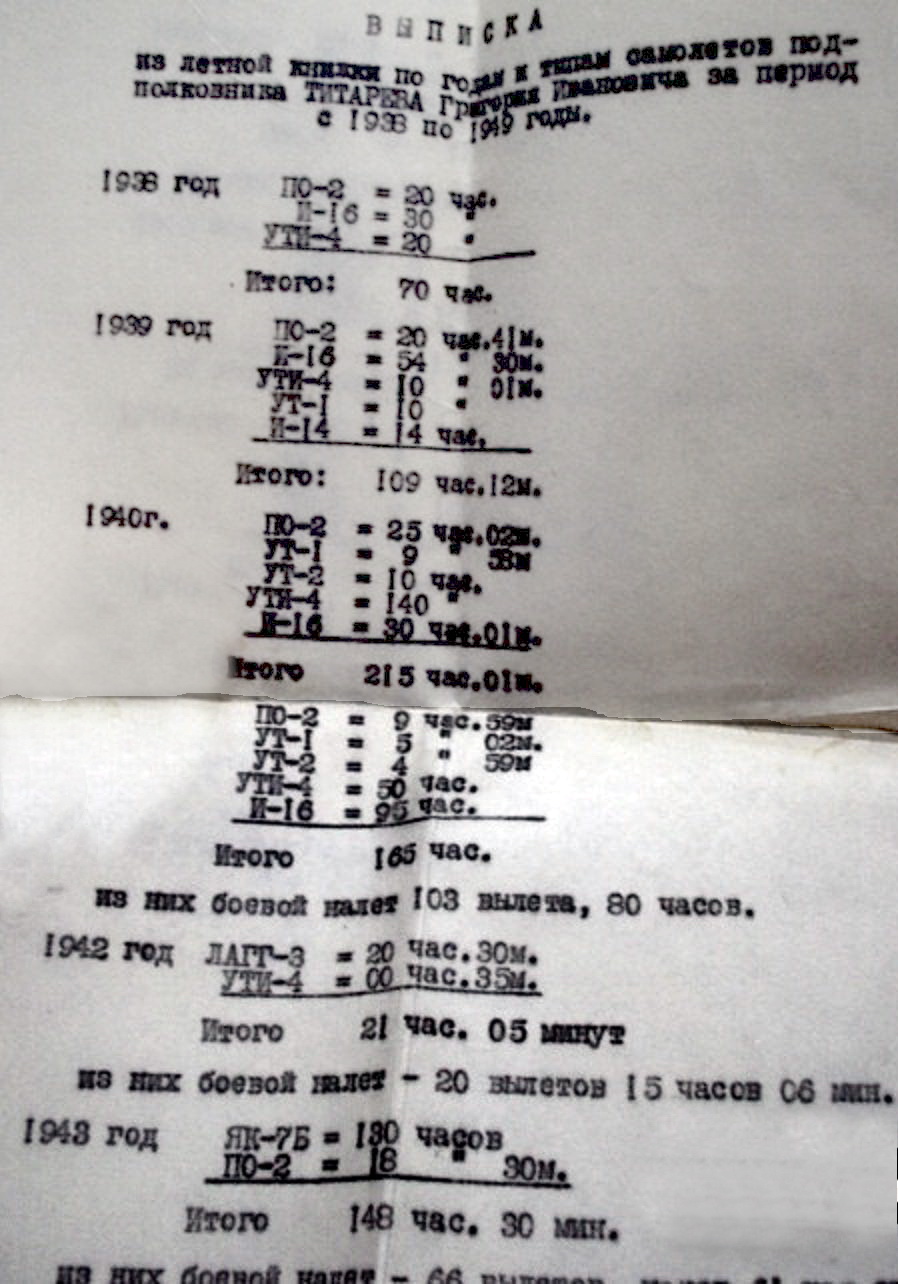 ВЫПИСКА
из летной книжки по годам и типам самолетов под-
полковника ТИТАРЕВА Григория Ивановича за период
с 1938 по 1949 годы.
1938 год ПО-2 = 20 час.
И-16 = 30 "
УТИ-4 = 20 "
Итого: 70 час.
1939 год ПО-2 = 20 час.41м.
И-16 = 54 " 30м.
УТИ-4 = 10 " 01м.
УТ-1 = 10 "
И-14 = 14 час.
Итого: 109 час.12м.
1940г. ПО-2 = 25 час.02м.
УТ-1 = 9 " 58м
УТ-2 = 10 час.
УТИ-4 = 140 "
И-16 = 30 час.01м.
Итого 215 час.01м.
ПО-2 = 9 час.59м
УТ-1 = 5 " 02м.
УТ-2 = 4 " 59м
УТИ-4 = 50 час.
И-16 = 95 час.
Итого 165 час.
из них боевой налет 103 вылета, 80 часов.
1942 год ЛАГГ-3 = 20 час.30м.
УТИ-4 = 00 час.35м.
Итого 21 час. 05 минут
из них боевой налет - 20 вылетов 15 часов 06 мин.
1943 год ЯК-7Б = 130 часов
ПО-2 = 18 " 30м.
Итого 148 час. 30 мин.
из них боевой налет - 66 вылетов